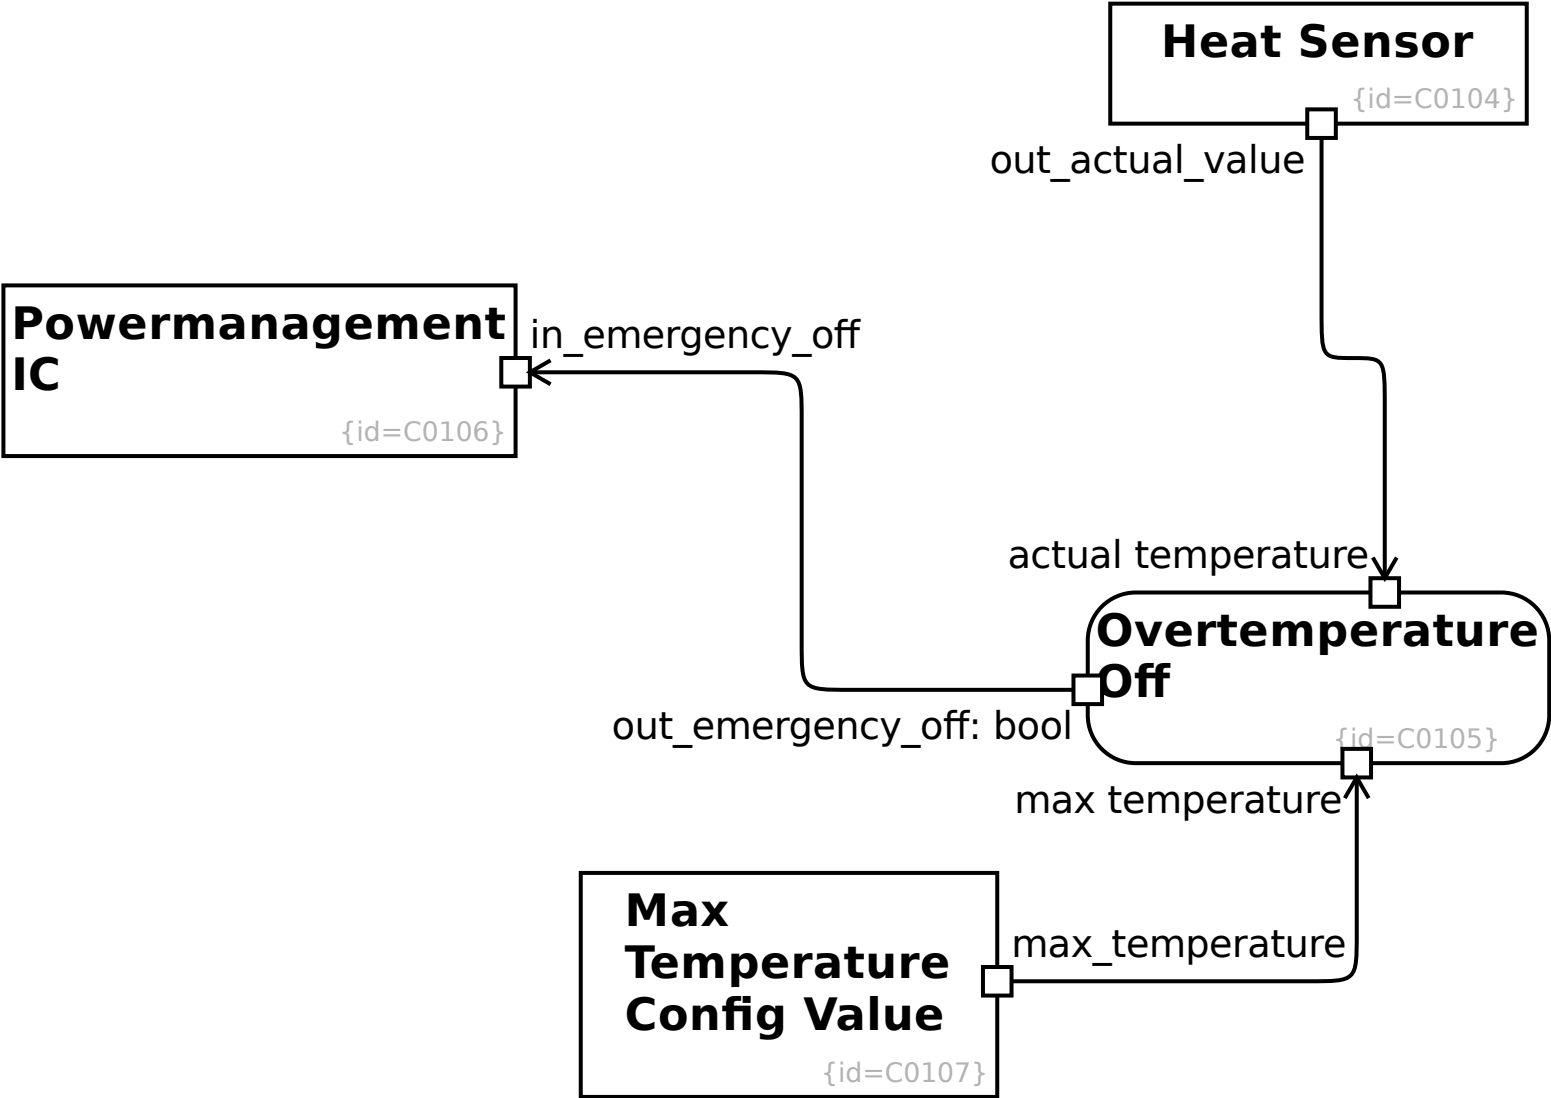 Heat Sensor
{id=C0104}
out_actual_value
Powermanagement
IC
{id=C0106}
in_emergency_off
actual temperature
Overtemperature
Off
{id=C0105}
out_emergency_off: bool
max temperature
Max
Temperature
Config Value
{id=C0107}
max_temperature